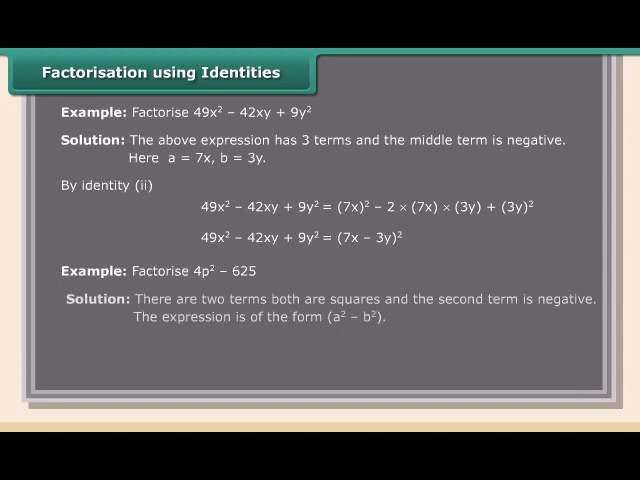 Factorisation using Identities
Example: Factorise 49x² – 42xy + 9y²
Solution: The above expression has 3 terms and the middle term is negative.
Here a = 7x, b = 3y.
By identity (ii)
49x² – 42xy + 9y² = (7x)² – 2 × (7x) × (3y) + (3y)²
49x² – 42xy + 9y² = (7x – 3y)²
Example: Factorise 4p² – 625
Solution: There are two terms both are squares and the second term is negative.
The expression is of the form (a² – b²).